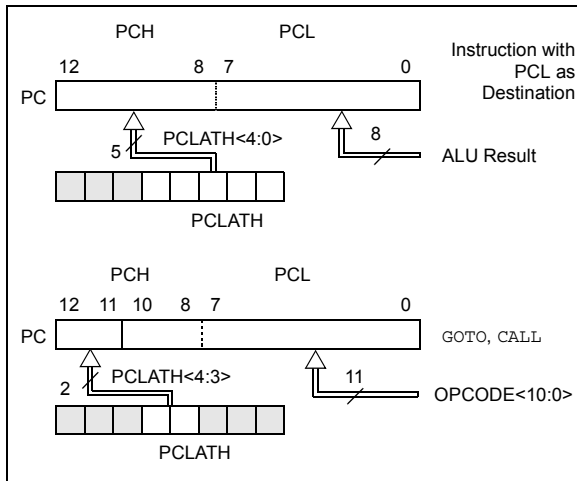 PCH PCL
12 8 7 0
Instruction with
PCL as
Destination
PC
5 PCLATH<4:0>
8
ALU Result
PCLATH
PCH PCL
12 11 10 8 7 0
PC
GOTO, CALL
2 PCLATH<4:3>
11
OPCODE<10:0>
PCLATH